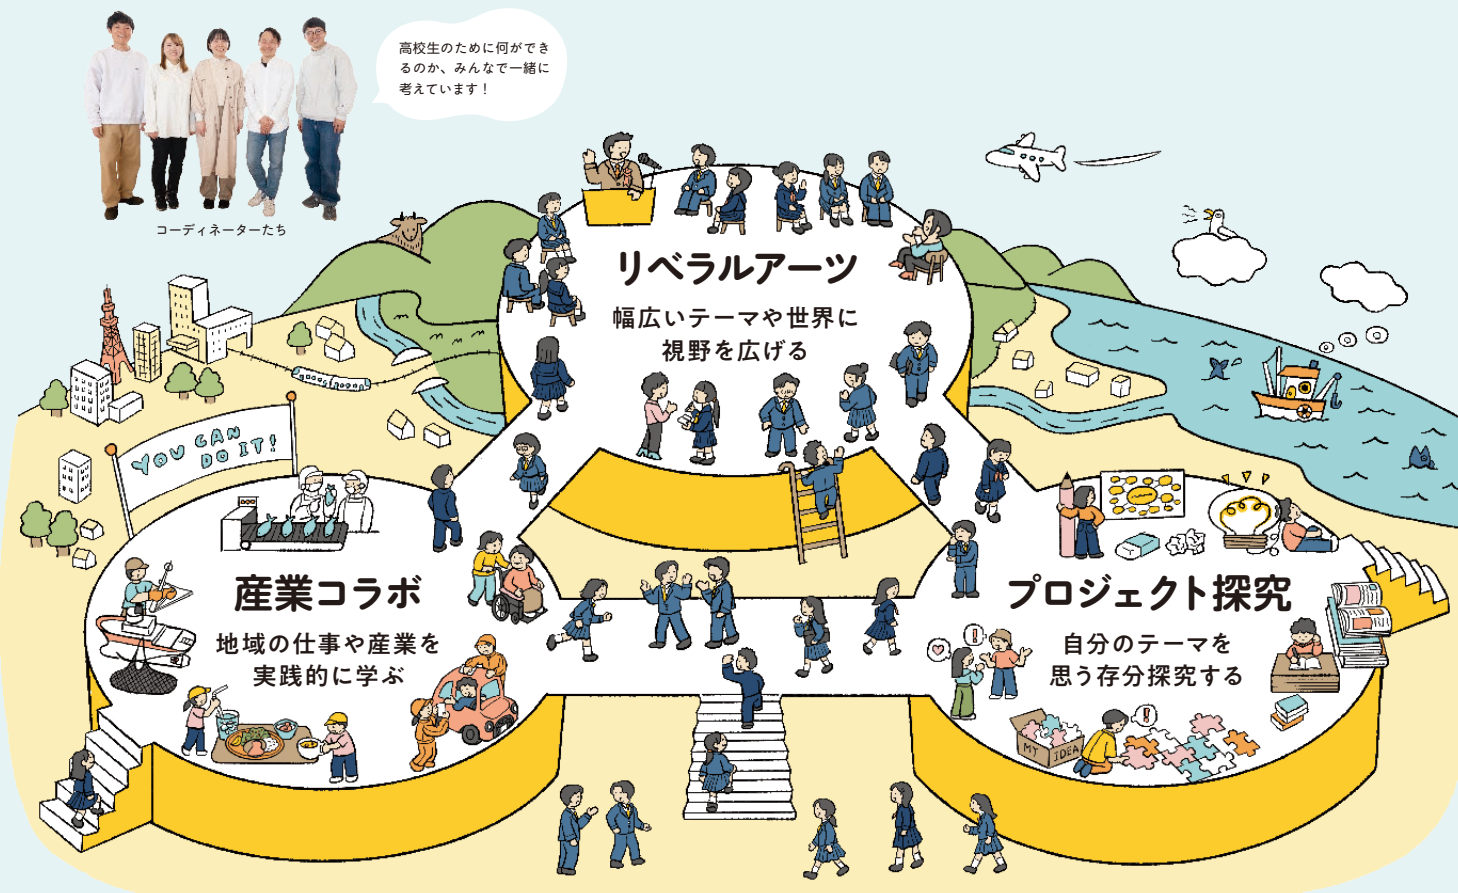 高校生のために何ができ
るのか、みんなで一緒に
考えています！
コーディネーターたち
リベラルアーツ
幅広いテーマや世界に
視野を広げる
YOU CAN
DO IT!
産業コラボ
地域の仕事や産業を
実践的に学ぶ
プロジェクト探究
自分のテーマを
思う存分探究する
!
!
MY IDEA